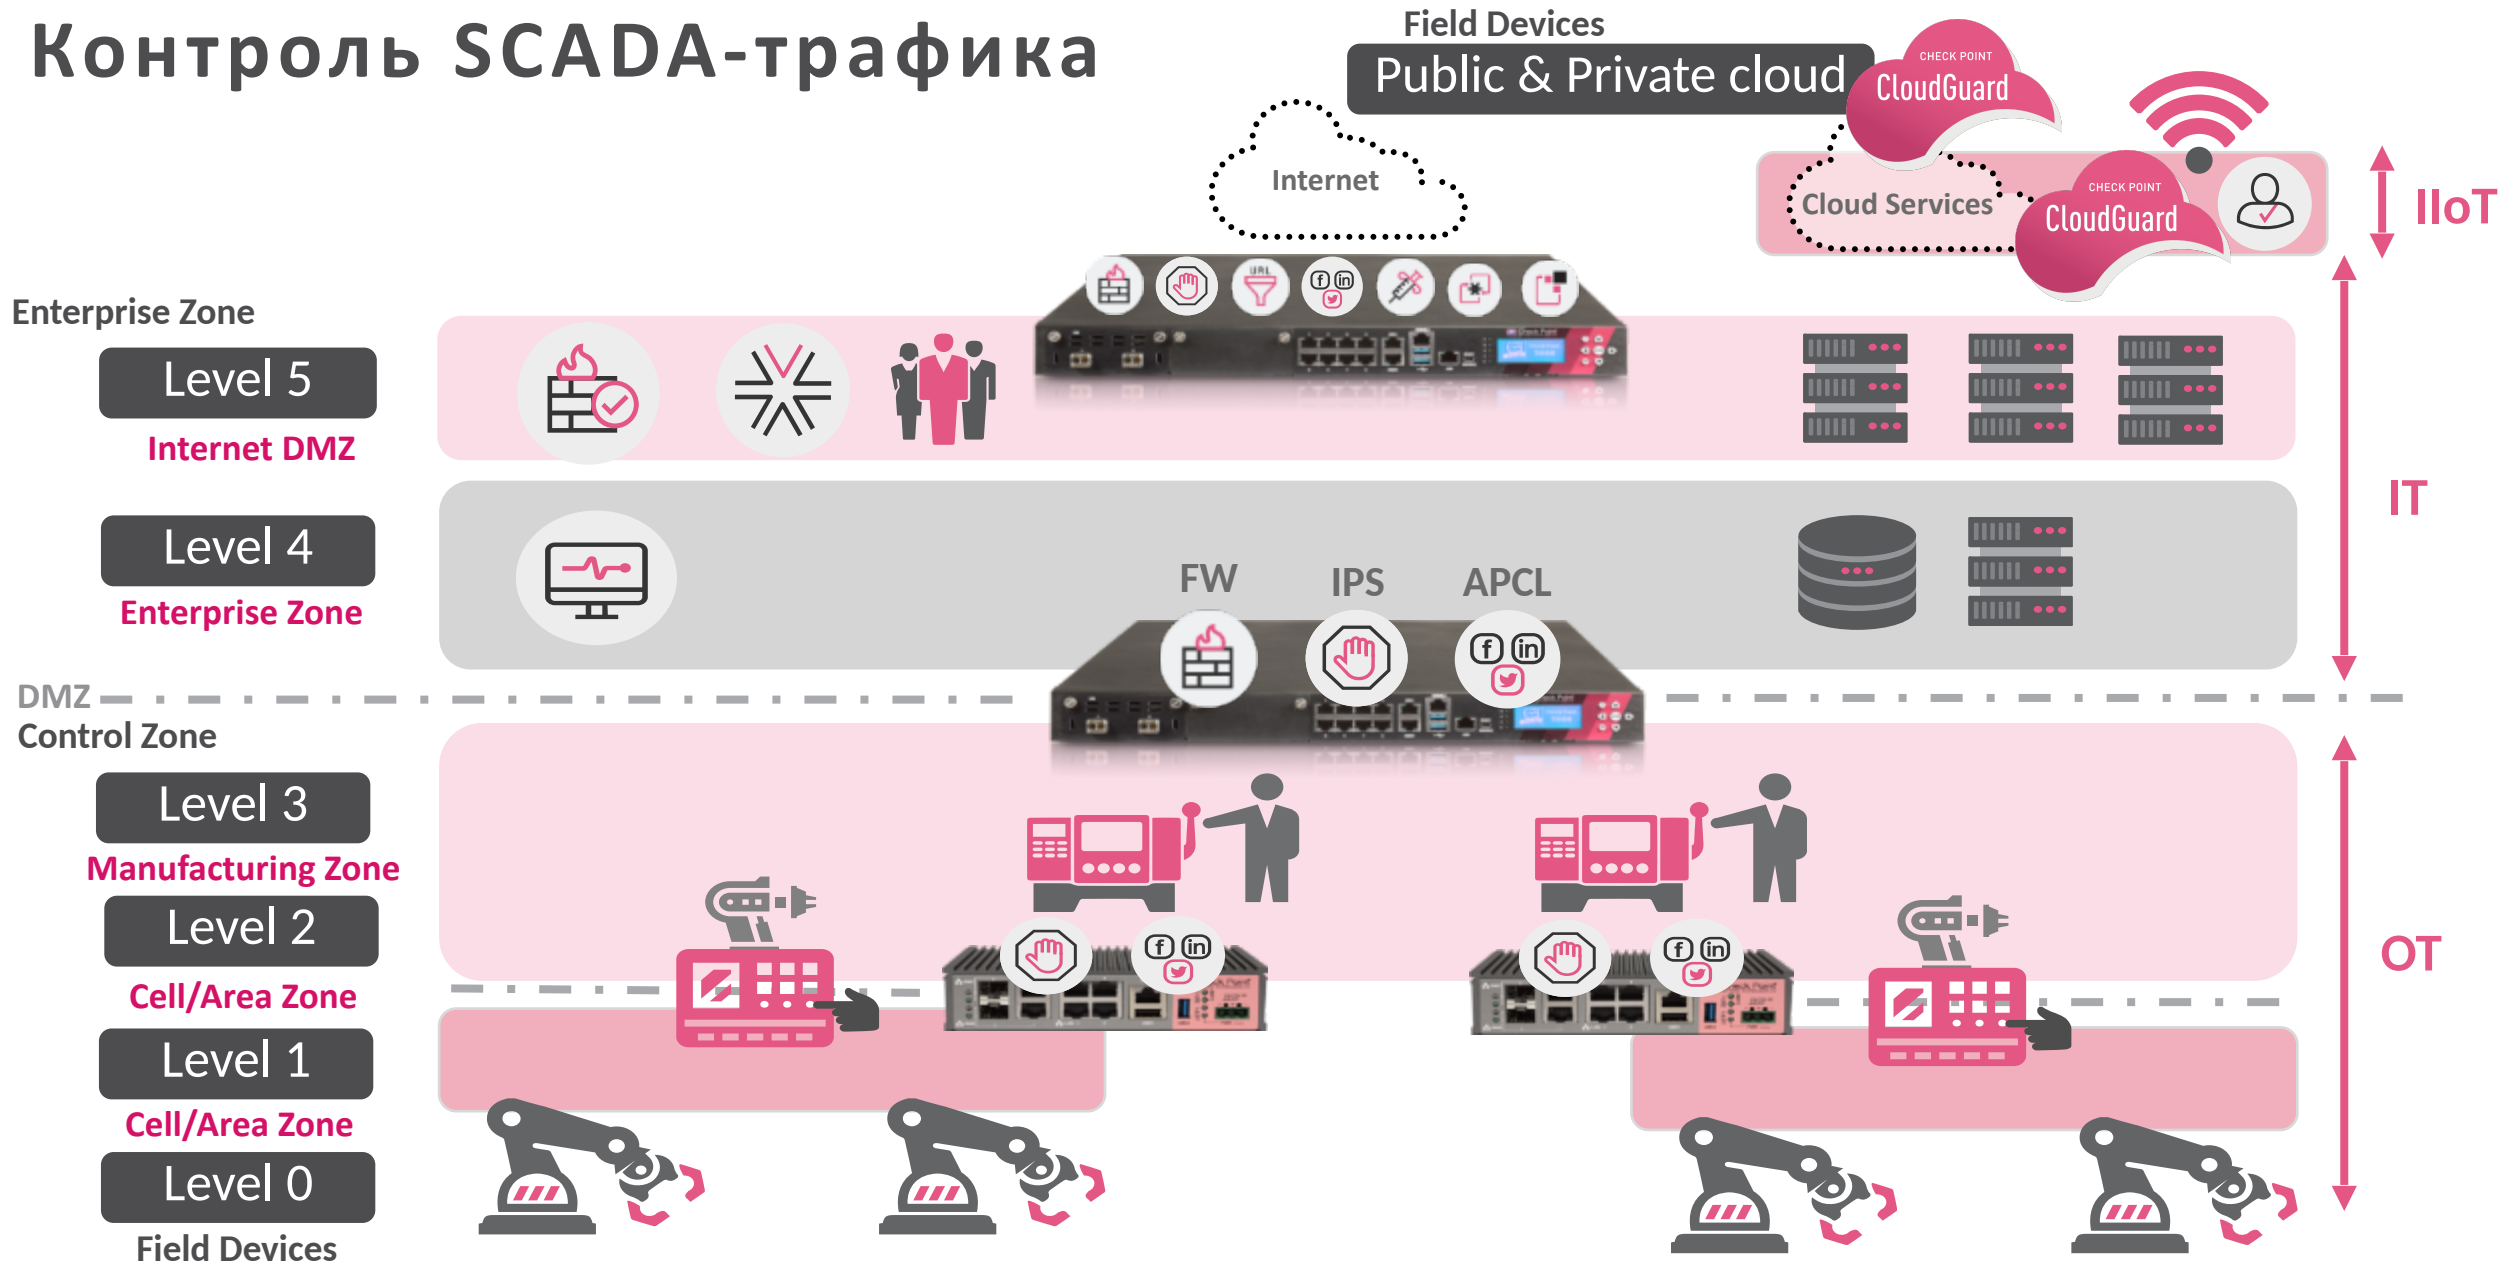 Контроль SCADA-трафика
Field Devices
Public & Private cloud
CHECK POINT
CloudGuard
Internet
Cloud Services
CHECK POINT
CloudGuard
IIoT
URL
Enterprise Zone
Level 5
Internet DMZ
IT
Level 4
Enterprise Zone
FW
IPS
APCL
DMZ
Control Zone
Level 3
Manufacturing Zone
Level 2
Cell/Area Zone
OT
Level 1
Cell/Area Zone
Level 0
Field Devices